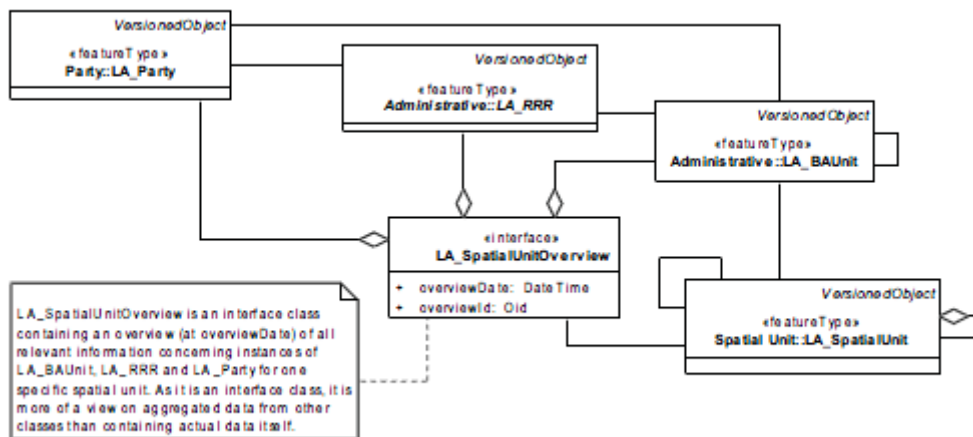 VersionedObject
«featureType»
Party::LA_Party
VersionedObject
«featureType»
Administrative::LA_RRR
VersionedObject
«featureType»
Administrative::LA_BAUnit
«interface»
LA_SpatialUnitOverview
+ overviewDate: DateTime
+ overviewId: Oid
VersionedObject
«featureType»
Spatial Unit::LA_SpatialUnit
LA_SpatialUnitOverview is an interface class
containing an overview (at overviewDate) of all
relevant information concerning instances of
LA_BAUnit, LA_RRR and LA_Party for one
specific spatial unit. As it is an interface class, it is
more of a view on aggregated data from other
classes than containing actual data itself.